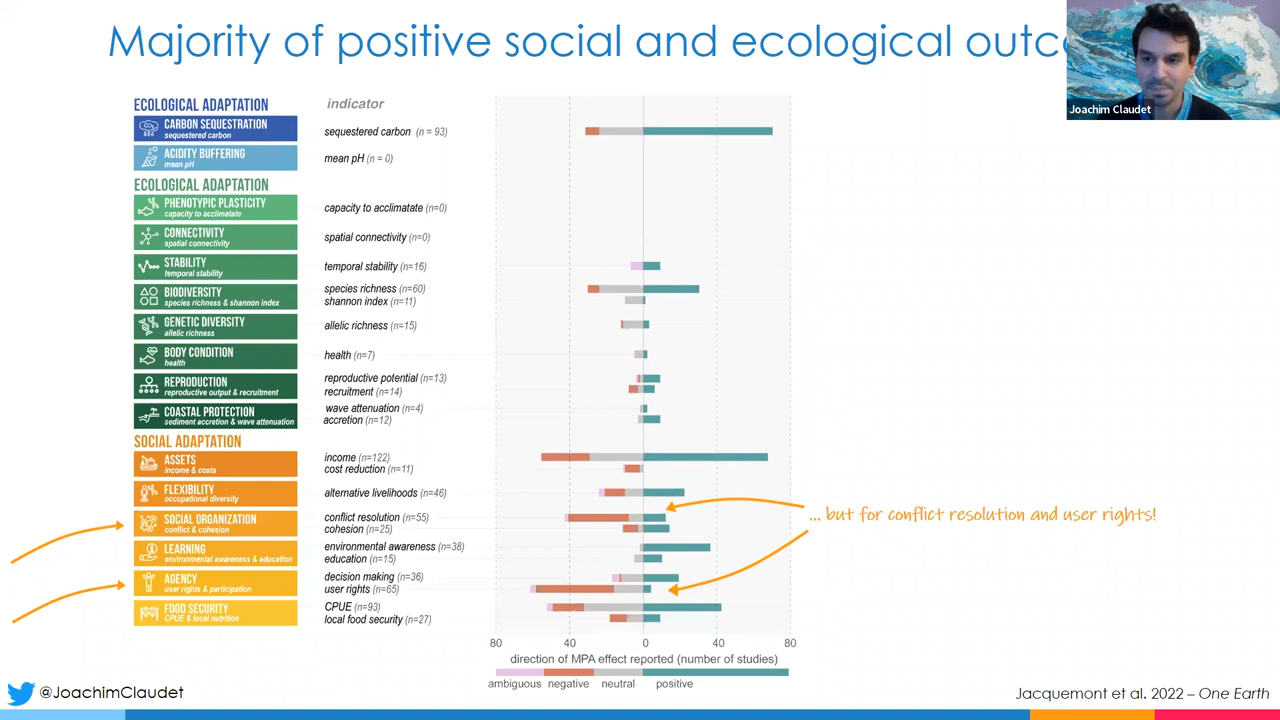 Majority of positive social and ecological outc
Joachim Claudet
ECOLOGICAL ADAPTATION
indicator
CARBON SEQUESTRATION
sequestered carbon
sequestered carbon (n = 93)
ACIDITY BUFFERING
mean pH
mean pH (n = 0)
ECOLOGICAL ADAPTATION
PHENOTYPIC PLASTICITY
capacity to acclimatate
capacity to acclimatate (n=0)
CONNECTIVITY
spatial connectivity
spatial connectivity (n=0)
STABILITY
temporal stability
temporal stability (n=16)
BIODIVERSITY
species richness & shannon index
species richness (n=60)
shannon index (n=11)
GENETIC DIVERSITY
allelic richness
allelic richness (n=15)
BODY CONDITION
health
health (n=7)
REPRODUCTION
reproductive output & recruitment
reproductive potential (n=13)
recruitment (n=14)
COASTAL PROTECTION
sediment accretion & wave attenuation
wave attenuation (n=4)
accretion (n=12)
SOCIAL ADAPTATION
ASSETS
income & costs
income (n=122)
cost reduction (n=11)
FLEXIBILITY
occupational diversity
alternative livelihoods (n=46)
SOCIAL ORGANIZATION
conflict & cohesion
conflict resolution (n=55)
cohesion (n=25)
... but for conflict resolution and user rights!
LEARNING
environmental awareness & education
environmental awareness (n=38)
education (n=15)
AGENCY
user rights & participation
decision making (n=36)
user rights (n=65)
FOOD SECURITY
CPUE & local nutrition
CPUE (n=93)
local food security (n=27)
80 40 0 40 80
direction of MPA effect reported (number of studies)
ambiguous negative neutral positive
@JoachimClaudet
Jacquemont et al. 2022 – One Earth